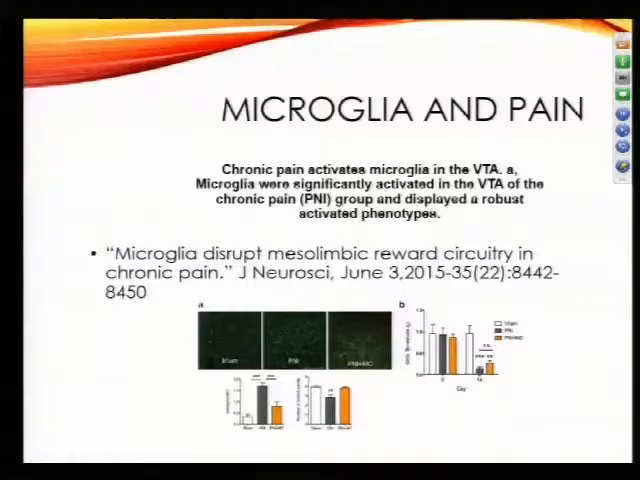 MICROGLIA AND PAIN
Chronic pain activates microglia in the VTA. a,
Microglia were significantly activated in the VTA of the
chronic pain (PNI) group and displayed a robust
activated phenotypes.
• “Microglia disrupt mesolimbic reward circuitry in
chronic pain.” J Neurosci, June 3,2015-35(22):8442-
8450
a
b
Sham
PNI
Day